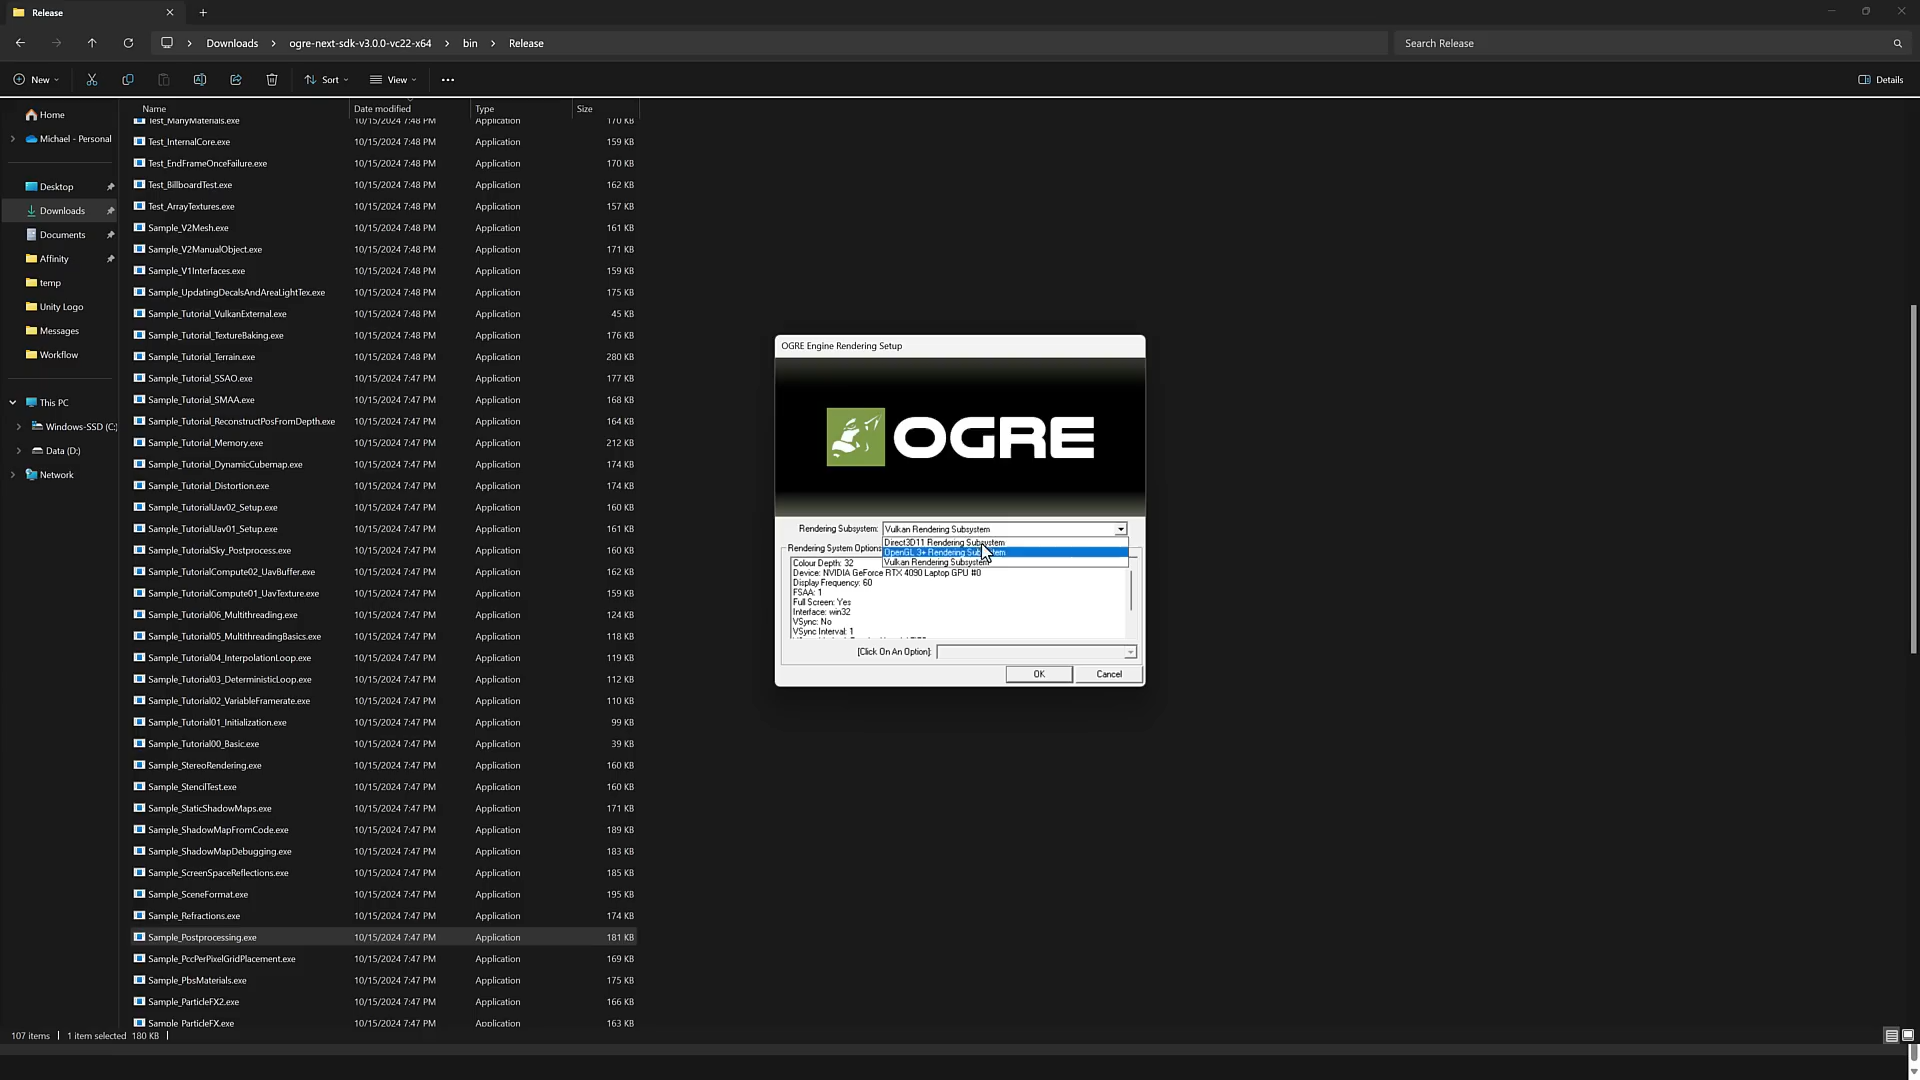 Release
Downloads > ogre-next-sdk-v3.0.0-vc22-x64 > bin > Release
Search Release
New
Sort
View
Details
Name Date modified Type Size
Home
Michael - Personal
Desktop
Downloads
Documents
Affinity
temp
Unity Logo
Messages
Workflow
This PC
Windows-SSD (C:)
Data (D:)
Network
Test_ManyMaterials.exe 10/15/2024 7:48 PM Application 170 KB
Test_InternalCore.exe 10/15/2024 7:48 PM Application 159 KB
Test_EndFrameOnceFailure.exe 10/15/2024 7:48 PM Application 170 KB
Test_BillboardTest.exe 10/15/2024 7:48 PM Application 162 KB
Test_ArrayTextures.exe 10/15/2024 7:48 PM Application 157 KB
Sample_V2Mesh.exe 10/15/2024 7:48 PM Application 161 KB
Sample_V2ManualObject.exe 10/15/2024 7:48 PM Application 171 KB
Sample_V1Interfaces.exe 10/15/2024 7:48 PM Application 159 KB
Sample_UpdatingDecalsAndAreaLightTex.exe 10/15/2024 7:48 PM Application 175 KB
Sample_Tutorial_VulkanExternal.exe 10/15/2024 7:48 PM Application 45 KB
Sample_Tutorial_TextureBaking.exe 10/15/2024 7:48 PM Application 176 KB
Sample_Tutorial_Terrain.exe 10/15/2024 7:48 PM Application 280 KB
Sample_Tutorial_SSAO.exe 10/15/2024 7:47 PM Application 177 KB
Sample_Tutorial_SMAA.exe 10/15/2024 7:47 PM Application 168 KB
Sample_Tutorial_ReconstructPosFromDepth.exe 10/15/2024 7:47 PM Application 164 KB
Sample_Tutorial_Memory.exe 10/15/2024 7:47 PM Application 212 KB
Sample_Tutorial_DynamicCubemap.exe 10/15/2024 7:47 PM Application 174 KB
Sample_Tutorial_Distortion.exe 10/15/2024 7:47 PM Application 174 KB
Sample_TutorialUav02_Setup.exe 10/15/2024 7:47 PM Application 160 KB
Sample_TutorialUav01_Setup.exe 10/15/2024 7:47 PM Application 161 KB
Sample_TutorialSky_Postprocess.exe 10/15/2024 7:47 PM Application 160 KB
Sample_TutorialCompute02_UavBuffer.exe 10/15/2024 7:47 PM Application 162 KB
Sample_TutorialCompute01_UavTexture.exe 10/15/2024 7:47 PM Application 159 KB
Sample_Tutorial06_Multithreading.exe 10/15/2024 7:47 PM Application 124 KB
Sample_Tutorial05_MultithreadingBasics.exe 10/15/2024 7:47 PM Application 118 KB
Sample_Tutorial04_InterpolationLoop.exe 10/15/2024 7:47 PM Application 119 KB
Sample_Tutorial03_DeterministicLoop.exe 10/15/2024 7:47 PM Application 112 KB
Sample_Tutorial02_VariableFramerate.exe 10/15/2024 7:47 PM Application 110 KB
Sample_Tutorial01_Initialization.exe 10/15/2024 7:47 PM Application 99 KB
Sample_Tutorial00_Basic.exe 10/15/2024 7:47 PM Application 39 KB
Sample_StereoRendering.exe 10/15/2024 7:47 PM Application 160 KB
Sample_StencilTest.exe 10/15/2024 7:47 PM Application 160 KB
Sample_StaticShadowMaps.exe 10/15/2024 7:47 PM Application 171 KB
Sample_ShadowMapFromCode.exe 10/15/2024 7:47 PM Application 189 KB
Sample_ShadowMapDebugging.exe 10/15/2024 7:47 PM Application 183 KB
Sample_ScreenSpaceReflections.exe 10/15/2024 7:47 PM Application 185 KB
Sample_SceneFormat.exe 10/15/2024 7:47 PM Application 195 KB
Sample_Refractions.exe 10/15/2024 7:47 PM Application 174 KB
Sample_Postprocessing.exe 10/15/2024 7:47 PM Application 181 KB
Sample_PccPerPixelGridPlacement.exe 10/15/2024 7:47 PM Application 169 KB
Sample_PbsMaterials.exe 10/15/2024 7:47 PM Application 175 KB
Sample_ParticleFX2.exe 10/15/2024 7:47 PM Application 166 KB
Sample_ParticleFX.exe 10/15/2024 7:47 PM Application 163 KB
OGRE Engine Rendering Setup
OGRE
Rendering Subsystem: Vulkan Rendering Subsystem
Direct3D11 Rendering Subsystem
OpenGL 3+ Rendering Subsystem
Vulkan Rendering Subsystem
Rendering System Options
Colour Depth: 32
Device: NVIDIA GeForce RTX 4090 Laptop GPU #0
Display Frequency: 60
FSAA: 1
Full Screen: Yes
Interface: win32
VSync: No
VSync Interval: 1
[Click On An Option]:
OK Cancel
107 items 1 item selected 180 KB